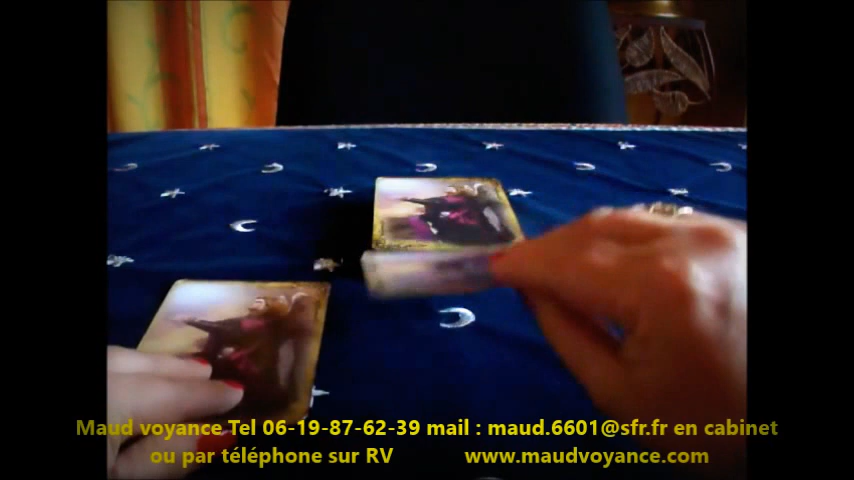 Maud voyance Tel 06-19-87-62-39 mail : maud.6601@sfr.fr en cabinet
ou par téléphone sur RV www.maudvoyance.com